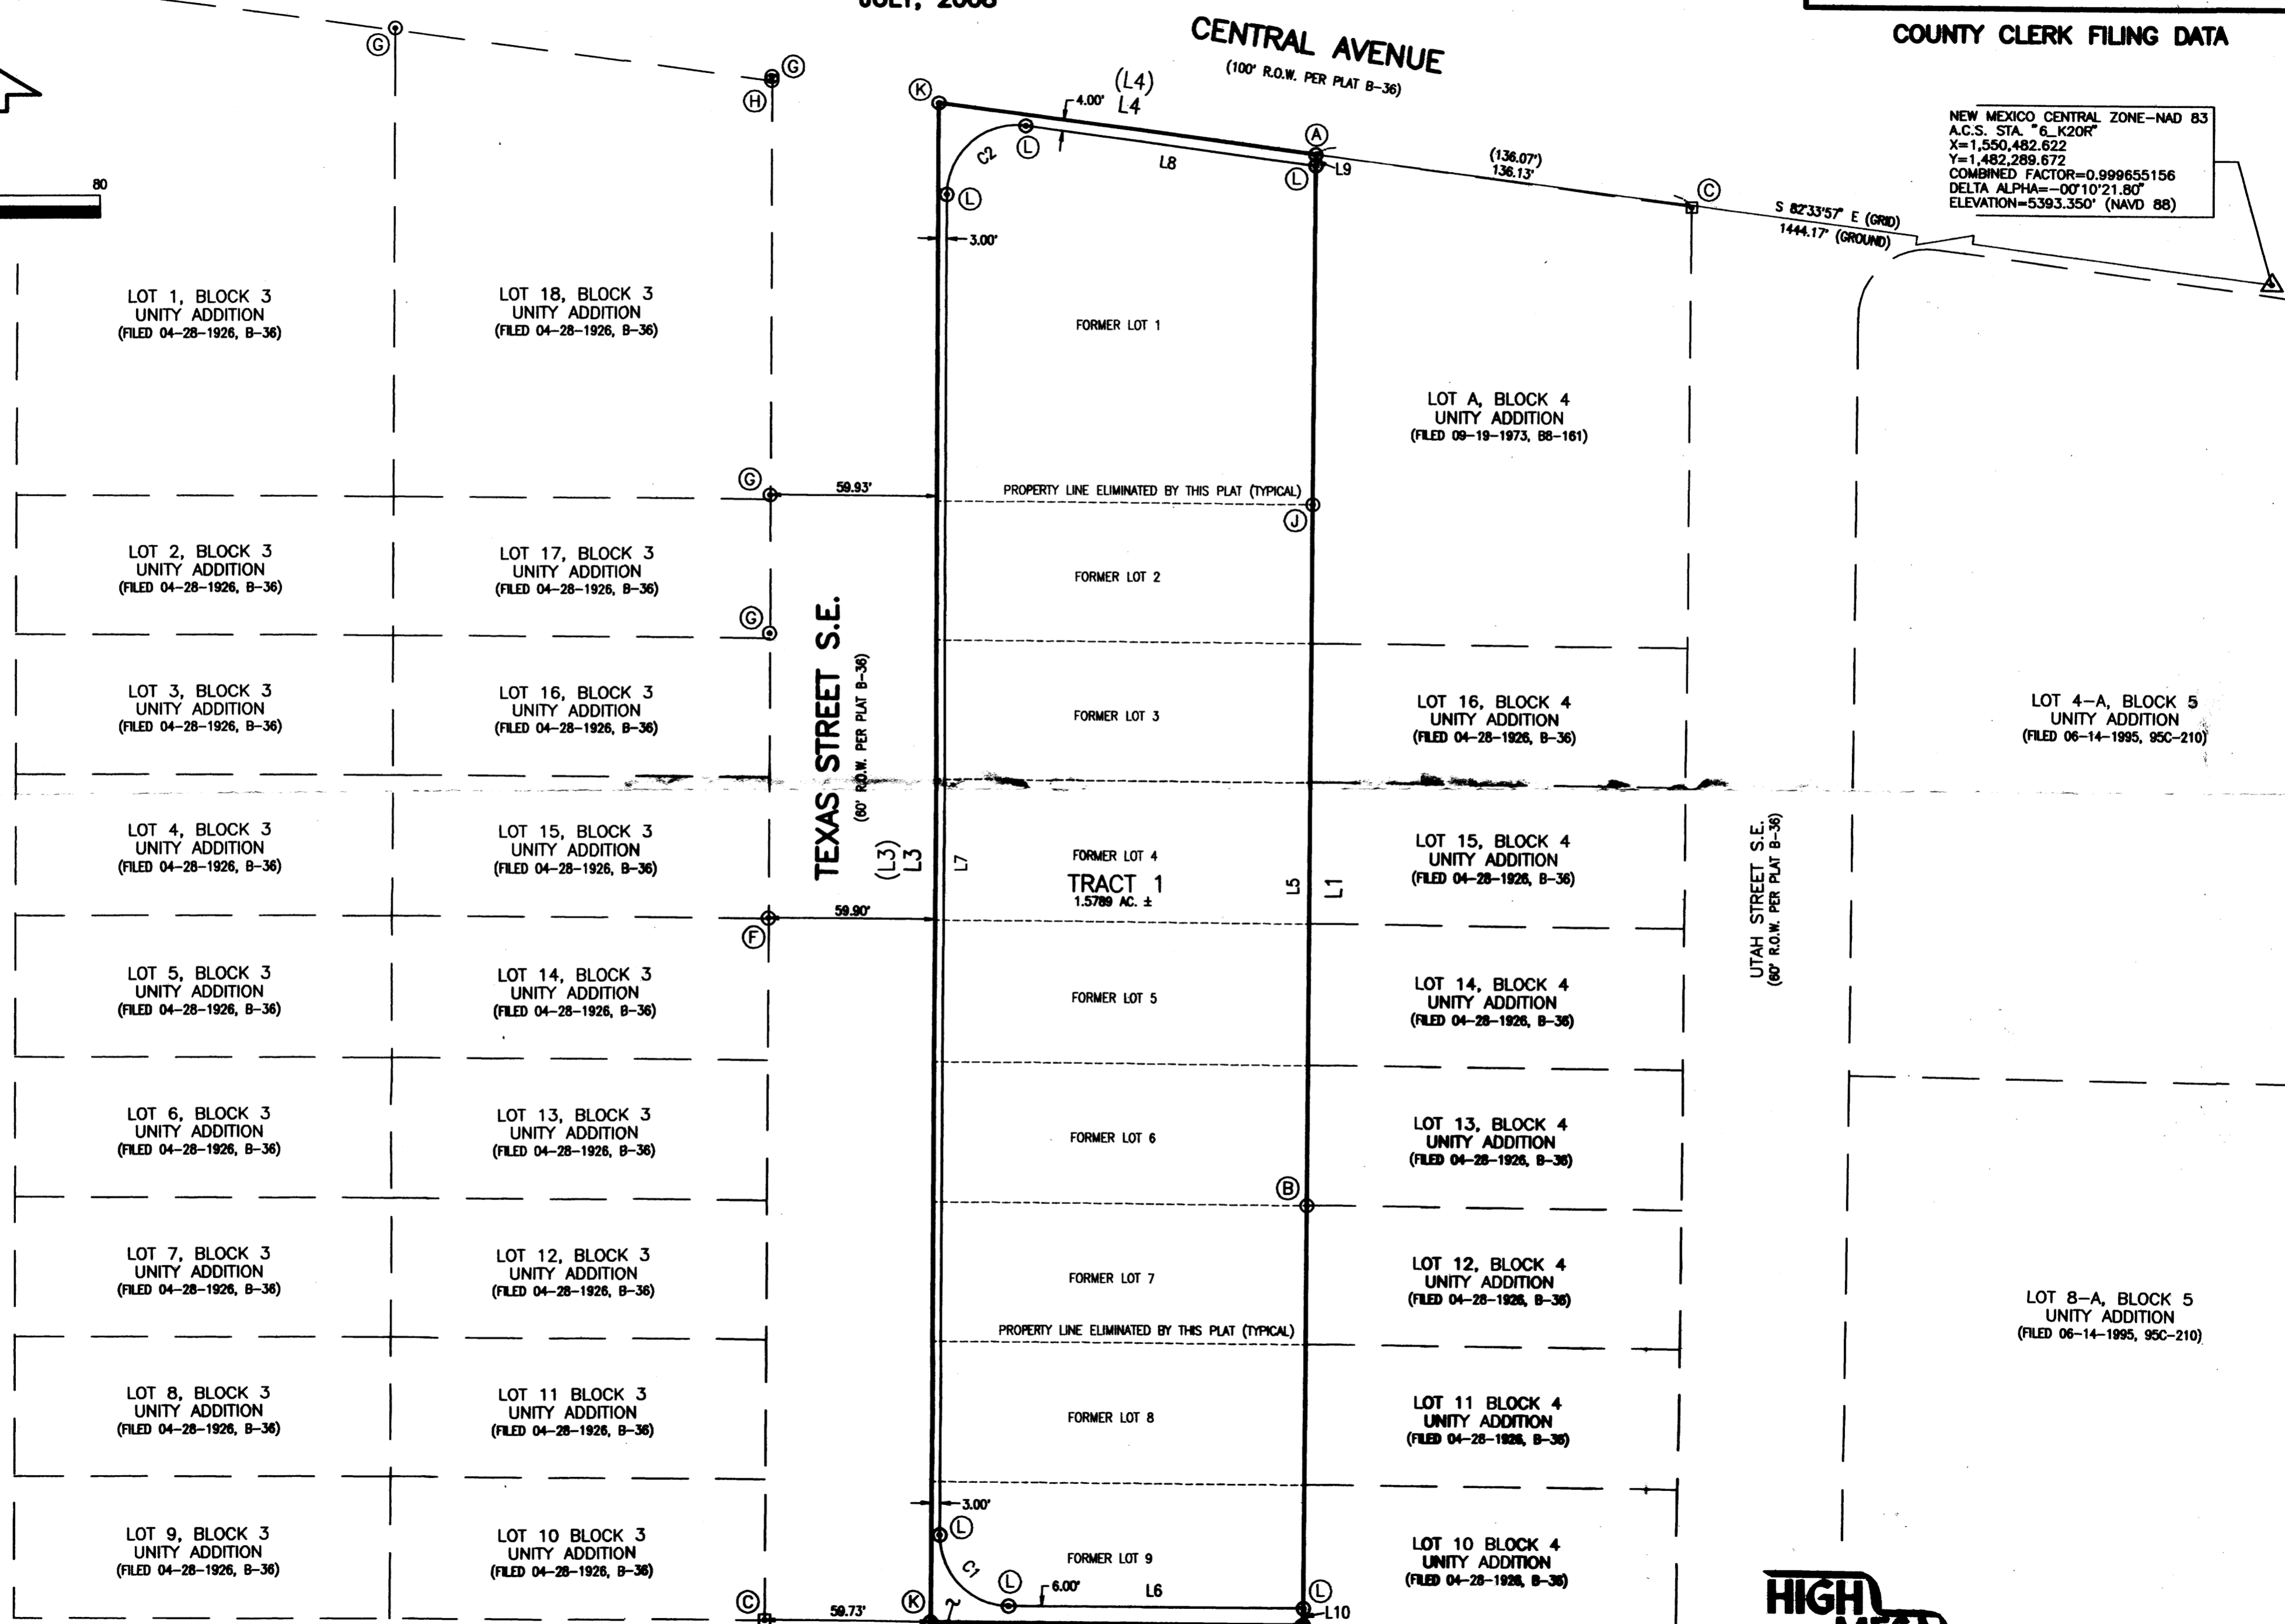 JULY, 2008
COUNTY CLERK FILING DATA
CENTRAL AVENUE
(100' R.O.W. PER PLAT B-36)
NEW MEXICO CENTRAL ZONE-NAD 83
A.C.S. STA. "6_K20R"
X=1,550,482.622
Y=1,482,289.672
COMBINED FACTOR=0.999655156
DELTA ALPHA=-00°10'21.80"
ELEVATION=5393.350' (NAVD 88)
G
G
H
K
(L4)
4.00'
L4
A
L
C2
L8
L
L9
(136.07')
136.13'
C
S 82°33'57" E (GRID)
1444.17' (GROUND)
80
L
3.00'
LOT 1, BLOCK 3
UNITY ADDITION
(FILED 04-28-1926, B-36)
LOT 18, BLOCK 3
UNITY ADDITION
(FILED 04-28-1926, B-36)
FORMER LOT 1
LOT A, BLOCK 4
UNITY ADDITION
(FILED 09-19-1973, B8-161)
G
59.93'
PROPERTY LINE ELIMINATED BY THIS PLAT (TYPICAL)
J
LOT 2, BLOCK 3
UNITY ADDITION
(FILED 04-28-1926, B-36)
LOT 17, BLOCK 3
UNITY ADDITION
(FILED 04-28-1926, B-36)
FORMER LOT 2
G
TEXAS STREET S.E.
(60' R.O.W. PER PLAT B-36)
LOT 3, BLOCK 3
UNITY ADDITION
(FILED 04-28-1926, B-36)
LOT 16, BLOCK 3
UNITY ADDITION
(FILED 04-28-1926, B-36)
FORMER LOT 3
LOT 16, BLOCK 4
UNITY ADDITION
(FILED 04-28-1926, B-36)
LOT 4-A, BLOCK 5
UNITY ADDITION
(FILED 06-14-1995, 95C-210)
LOT 4, BLOCK 3
UNITY ADDITION
(FILED 04-28-1926, B-36)
LOT 15, BLOCK 3
UNITY ADDITION
(FILED 04-28-1926, B-36)
(L3)
L3
L7
FORMER LOT 4
TRACT 1
1.5789 AC. ±
L5
L1
LOT 15, BLOCK 4
UNITY ADDITION
(FILED 04-28-1926, B-36)
UTAH STREET S.E.
(60' R.O.W. PER PLAT B-36)
59.90'
F
LOT 5, BLOCK 3
UNITY ADDITION
(FILED 04-28-1926, B-36)
LOT 14, BLOCK 3
UNITY ADDITION
(FILED 04-28-1926, B-36)
FORMER LOT 5
LOT 14, BLOCK 4
UNITY ADDITION
(FILED 04-28-1926, B-36)
LOT 6, BLOCK 3
UNITY ADDITION
(FILED 04-28-1926, B-36)
LOT 13, BLOCK 3
UNITY ADDITION
(FILED 04-28-1926, B-36)
FORMER LOT 6
LOT 13, BLOCK 4
UNITY ADDITION
(FILED 04-28-1926, B-36)
B
LOT 7, BLOCK 3
UNITY ADDITION
(FILED 04-28-1926, B-36)
LOT 12, BLOCK 3
UNITY ADDITION
(FILED 04-28-1926, B-36)
FORMER LOT 7
LOT 12, BLOCK 4
UNITY ADDITION
(FILED 04-28-1926, B-36)
LOT 8-A, BLOCK 5
UNITY ADDITION
(FILED 06-14-1995, 95C-210)
PROPERTY LINE ELIMINATED BY THIS PLAT (TYPICAL)
LOT 8, BLOCK 3
UNITY ADDITION
(FILED 04-28-1926, B-36)
LOT 11 BLOCK 3
UNITY ADDITION
(FILED 04-28-1926, B-36)
FORMER LOT 8
LOT 11 BLOCK 4
UNITY ADDITION
(FILED 04-28-1926, B-36)
3.00'
L
LOT 9, BLOCK 3
UNITY ADDITION
(FILED 04-28-1926, B-36)
LOT 10 BLOCK 3
UNITY ADDITION
(FILED 04-28-1926, B-36)
C1
FORMER LOT 9
LOT 10 BLOCK 4
UNITY ADDITION
(FILED 04-28-1926, B-36)
L
6.00'
L6
L
L10
C
59.73'
K
HIGH